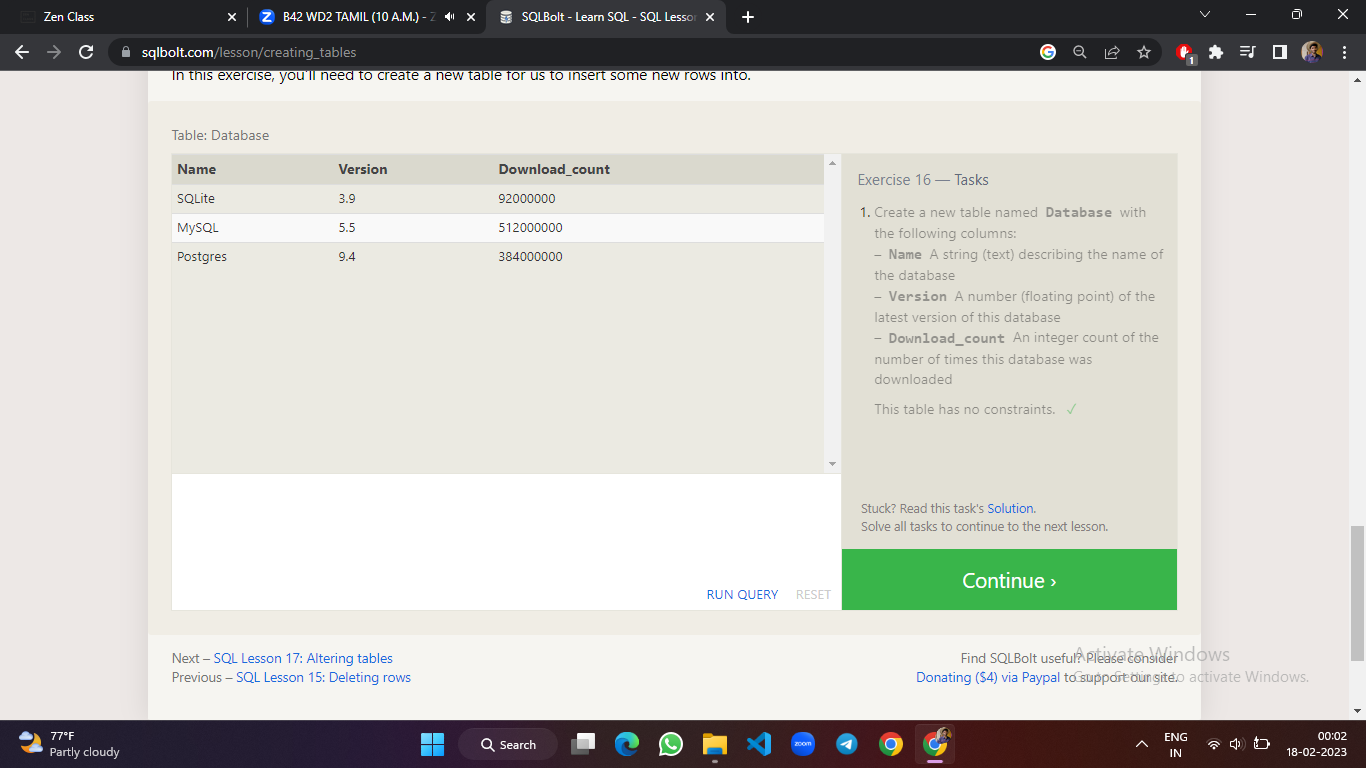 Zen Class
B42 WD2 TAMIL (10 A.M.) - Z
SQLBolt - Learn SQL - SQL Lesson
sqlbolt.com/lesson/creating_tables
1
In this exercise, you'll need to create a new table for us to insert some new rows into.
Table: Database
Name Version Download_count
SQLite 3.9 92000000
MySQL 5.5 512000000
Postgres 9.4 384000000
Exercise 16 — Tasks
1. Create a new table named Database with
the following columns:
– Name A string (text) describing the name of
the database
– Version A number (floating point) of the
latest version of this database
– Download_count An integer count of the
number of times this database was
downloaded
This table has no constraints. ✓
Stuck? Read this task's Solution.
Solve all tasks to continue to the next lesson.
RUN QUERY RESET
Continue ›
Next – SQL Lesson 17: Altering tables
Previous – SQL Lesson 15: Deleting rows
Find SQLBolt useful? Please consider
Donating ($4) via Paypal to support our site.
Activate Windows
Go to Settings to activate Windows.
77°F
Partly cloudy
Search
zoom
ENG
IN
00:02
18-02-2023